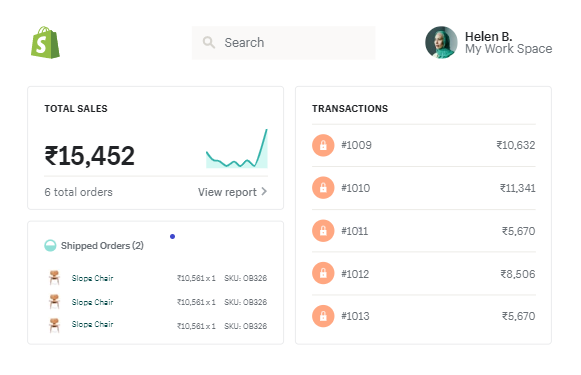 S
Search
Helen B.
My Work Space
TOTAL SALES
₹15,452
6 total orders
View report
Shipped Orders (2)
Slope Chair ₹10,561 x 1 SKU: OB326
Slope Chair ₹10,561 x 1 SKU: OB326
Slope Chair ₹10,561 x 1 SKU: OB326
TRANSACTIONS
#1009 ₹10,632
#1010 ₹11,341
#1011 ₹5,670
#1012 ₹8,506
#1013 ₹5,670